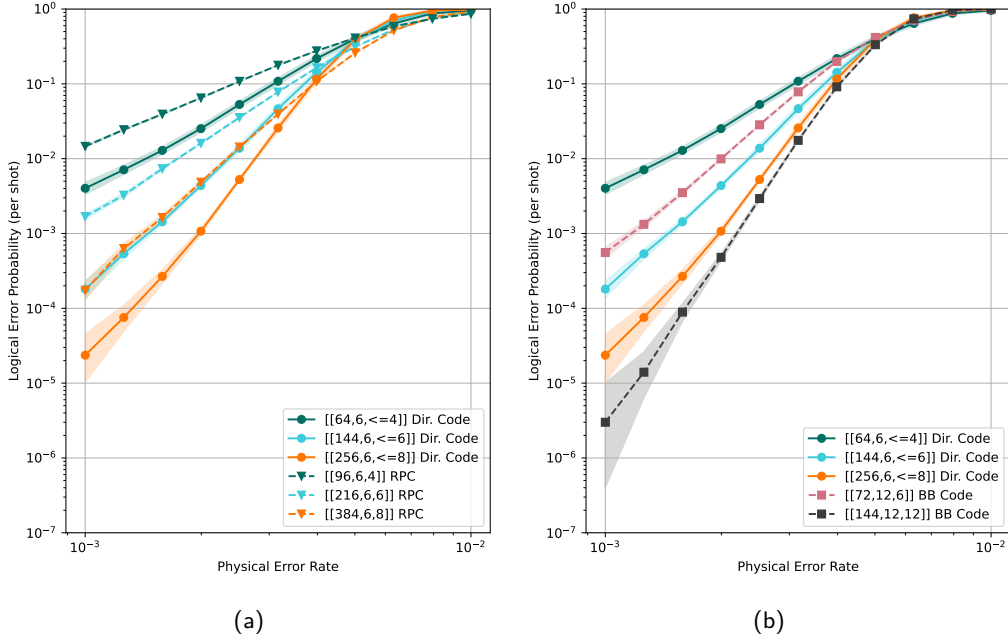 10⁰
10⁻¹
10⁻²
10⁻³
10⁻⁴
10⁻⁵
10⁻⁶
10⁻⁷
Logical Error Probability (per shot)
[[64,6,<=4]] Dir. Code
[[144,6,<=6]] Dir. Code
[[256,6,<=8]] Dir. Code
[[96,6,4]] RPC
[[216,6,6]] RPC
[[384,6,8]] RPC
10⁻³ 10⁻²
Physical Error Rate
(a)
10⁰
10⁻¹
10⁻²
10⁻³
10⁻⁴
10⁻⁵
10⁻⁶
10⁻⁷
Logical Error Probability (per shot)
[[64,6,<=4]] Dir. Code
[[144,6,<=6]] Dir. Code
[[256,6,<=8]] Dir. Code
[[72,12,6]] BB Code
[[144,12,12]] BB Code
10⁻³ 10⁻²
Physical Error Rate
(b)